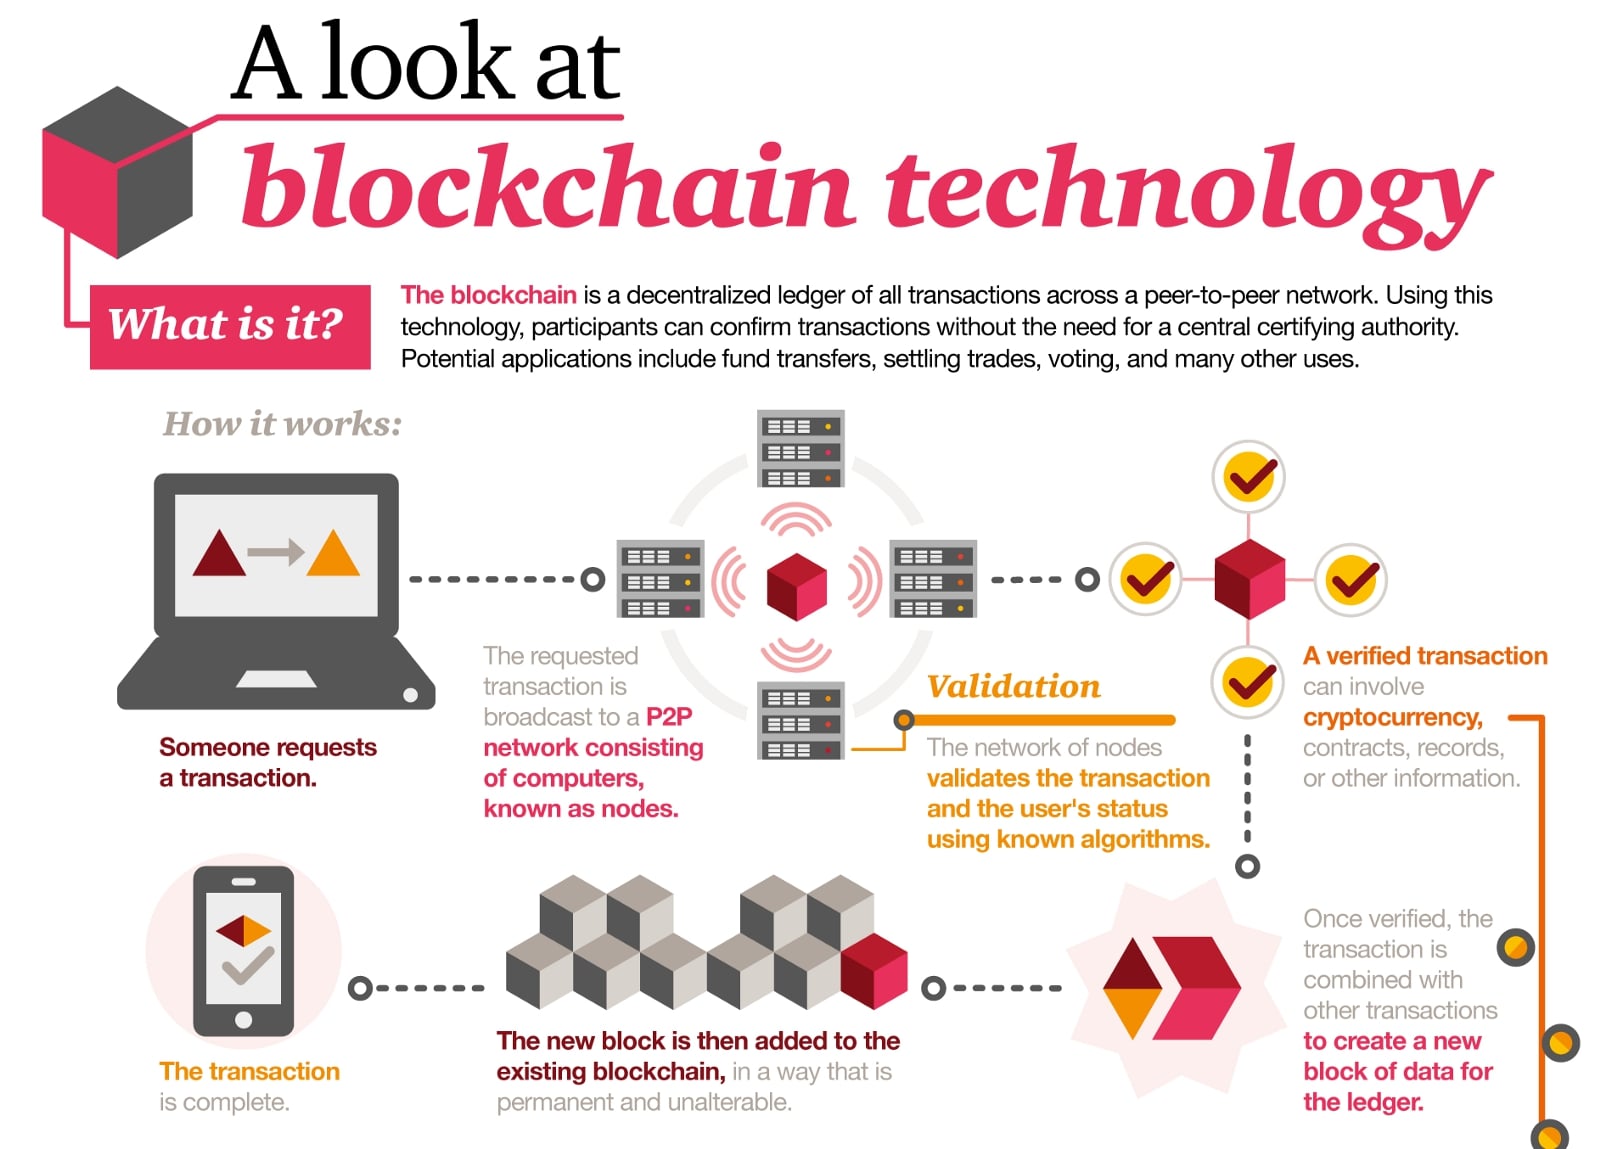 A look at
blockchain technology
What is it?
The blockchain is a decentralized ledger of all transactions across a peer-to-peer network. Using this
technology, participants can confirm transactions without the need for a central certifying authority.
Potential applications include fund transfers, settling trades, voting, and many other uses.
How it works:
Someone requests
a transaction.
The requested
transaction is
broadcast to a P2P
network consisting
of computers,
known as nodes.
Validation
The network of nodes
validates the transaction
and the user's status
using known algorithms.
A verified transaction
can involve
cryptocurrency,
contracts, records,
or other information.
Once verified, the
transaction is
combined with
other transactions
to create a new
block of data for
the ledger.
The new block is then added to the
existing blockchain, in a way that is
permanent and unalterable.
The transaction
is complete.